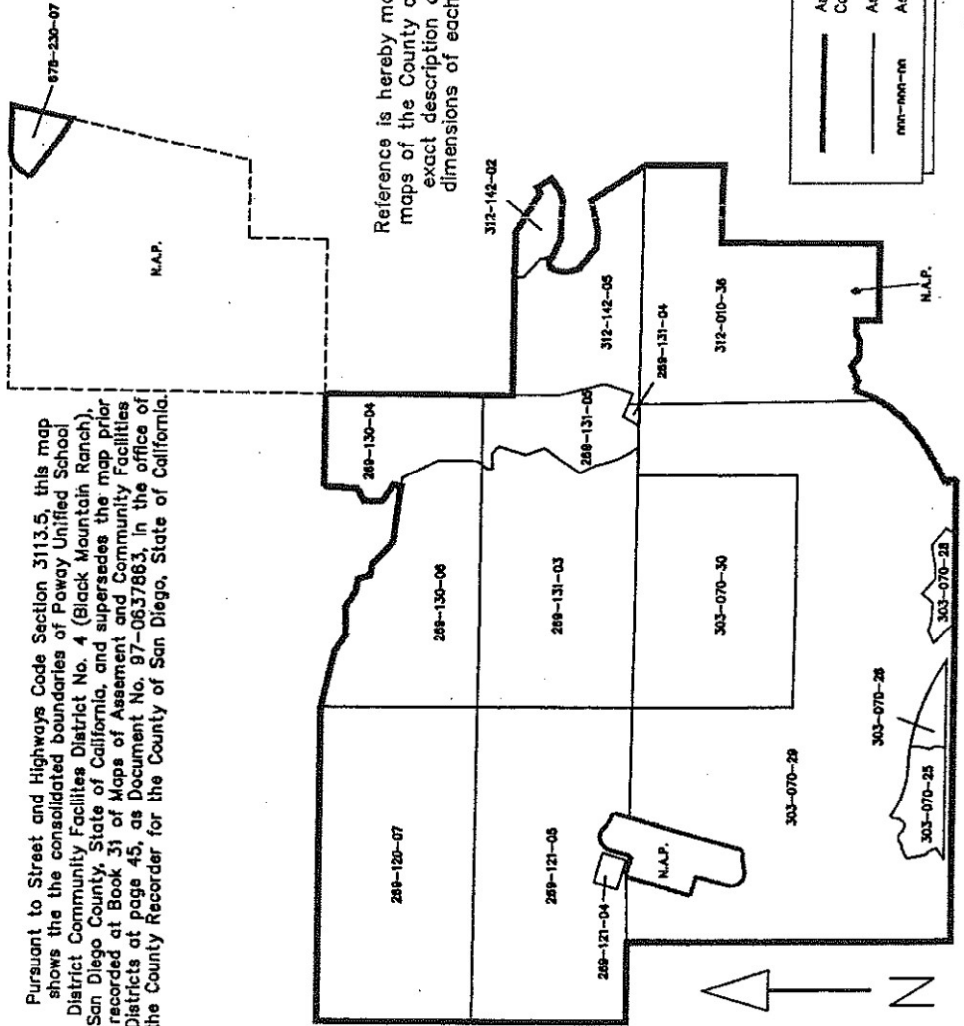 Pursuant to Street and Highways Code Section 3113.5, this map
shows the the consolidated boundaries of Poway Unified School
District Community Faclites District No. 4 (Black Mountain Ranch),
San Diego County, State of California, and supersedes the map prior
recorded at Book 31 of Maps of Assement and Community Facilities
Districts at page 45, as Document No. 97-0637863, in the office of
the County Recorder for the County of San Diego, State of California.
678-230-07
N.A.P.
Reference is hereby
maps of the County
exact description
dimensions of each
312-142-02
269-130-04
312-142-05
269-131-05
269-131-04
312-010-36
N.A.P.
269-130-06
269-131-03
303-070-30
269-120-07
269-121-05
269-121-04
N.A.P.
303-070-29
303-070-28
303-070-26
303-070-25
000-000-00
N